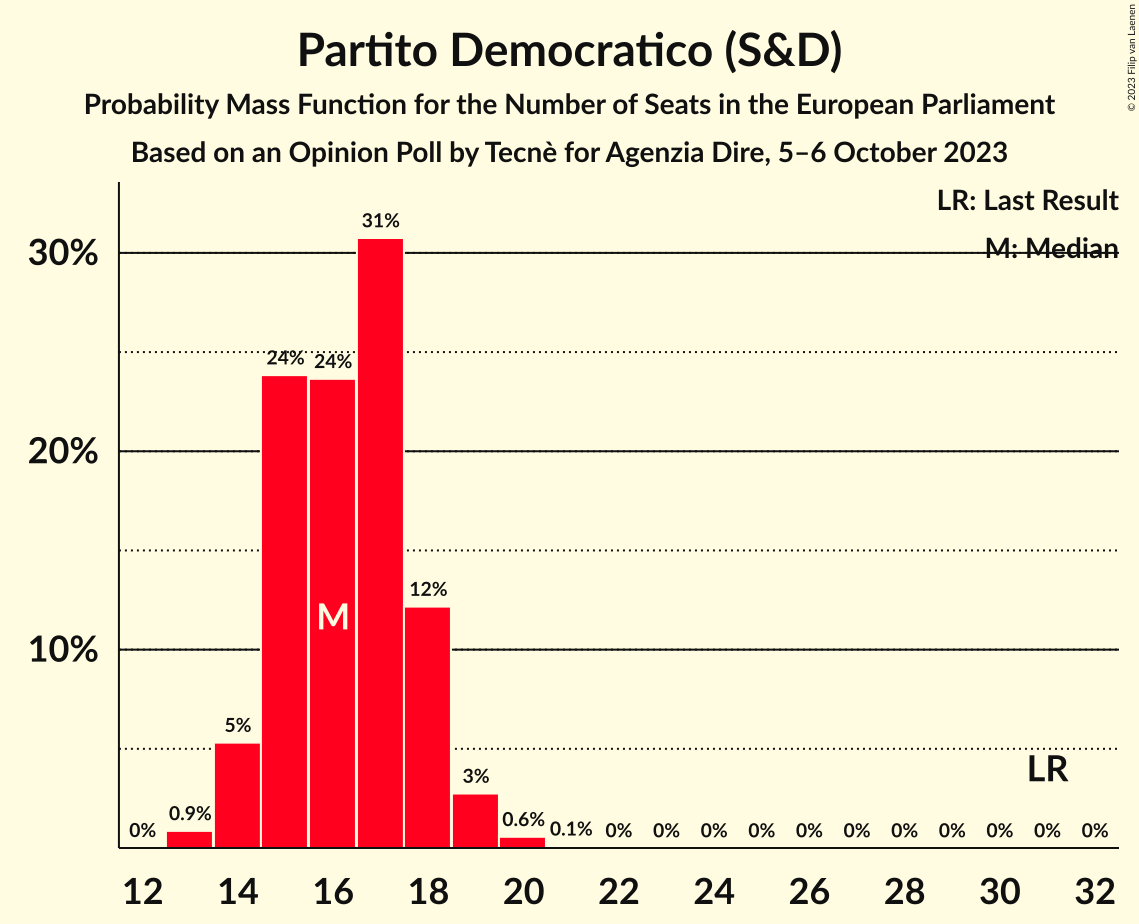 © 2023 Filip van Laenen
Partito Democratico (S&D)
Probability Mass Function for the Number of Seats in the European Parliament
Based on an Opinion Poll by Tecnè for Agenzia Dire, 5–6 October 2023
LR: Last Result
M: Median
30%
20%
10%
0% 0.9% 5% 24% 24% 31% 12% 3% 0.6% 0.1% 0% 0% 0% 0% 0% 0% 0% 0% 0% 0% 0%
M
LR
12 14 16 18 20 22 24 26 28 30 32